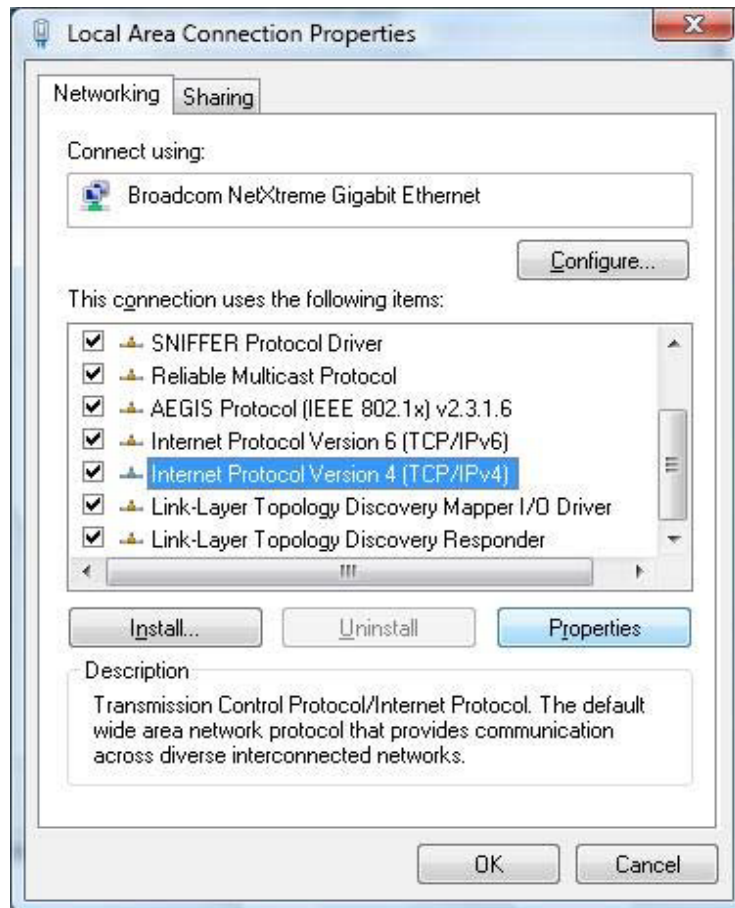 Local Area Connection Properties
Networking
Sharing
Connect using:
Broadcom NetXtreme Gigabit Ethernet
Configure...
This connection uses the following items:
SNIFFER Protocol Driver
Reliable Multicast Protocol
AEGIS Protocol (IEEE 802.1x) v2.3.1.6
Internet Protocol Version 6 (TCP/IPv6)
Internet Protocol Version 4 (TCP/IPv4)
Link-Layer Topology Discovery Mapper I/O Driver
Link-Layer Topology Discovery Responder
Install...
Uninstall
Properties
Description
Transmission Control Protocol/Internet Protocol. The default
wide area network protocol that provides communication
across diverse interconnected networks.
OK
Cancel